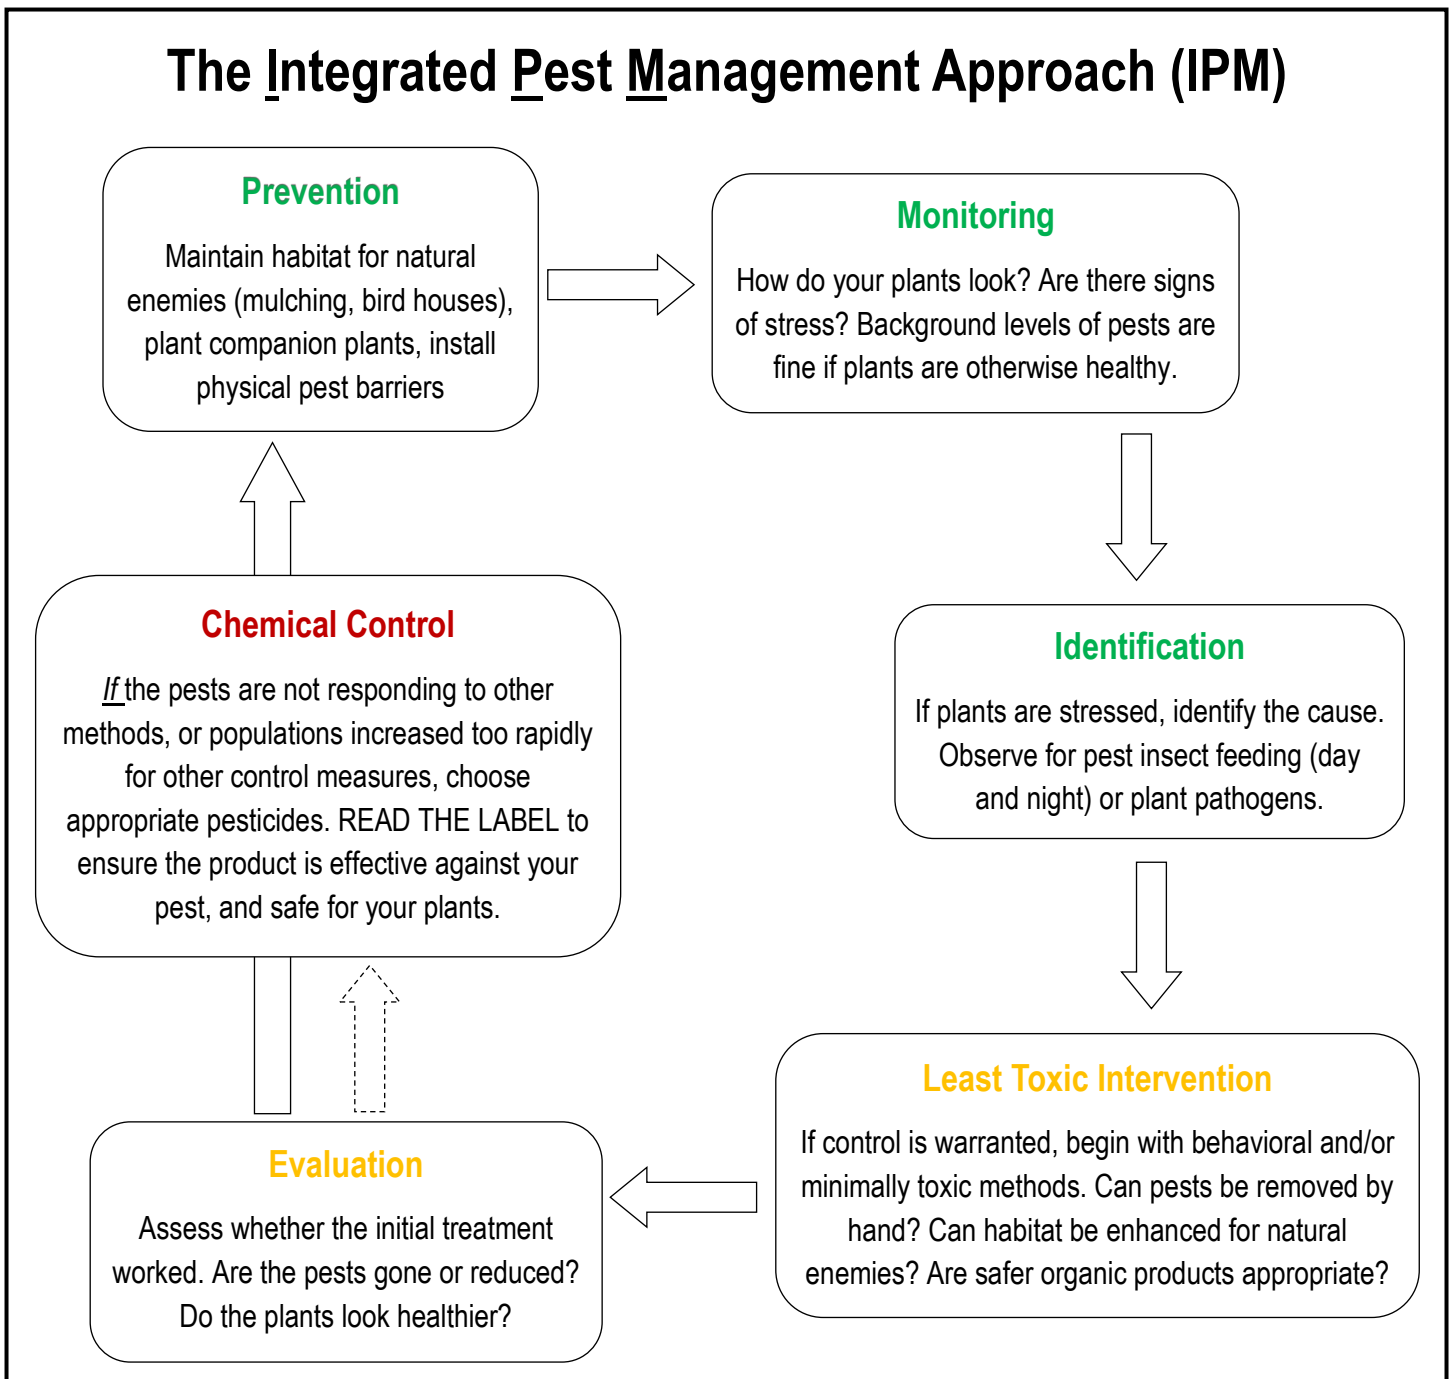 The Integrated Pest Management Approach (IPM)
Prevention
Maintain habitat for natural
enemies (mulching, bird houses),
plant companion plants, install
physical pest barriers
Monitoring
How do your plants look? Are there signs
of stress? Background levels of pests are
fine if plants are otherwise healthy.
Identification
If plants are stressed, identify the cause.
Observe for pest insect feeding (day
and night) or plant pathogens.
Least Toxic Intervention
If control is warranted, begin with behavioral and/or
minimally toxic methods. Can pests be removed by
hand? Can habitat be enhanced for natural
enemies? Are safer organic products appropriate?
Evaluation
Assess whether the initial treatment
worked. Are the pests gone or reduced?
Do the plants look healthier?
Chemical Control
If the pests are not responding to other
methods, or populations increased too rapidly
for other control measures, choose
appropriate pesticides. READ THE LABEL to
ensure the product is effective against your
pest, and safe for your plants.